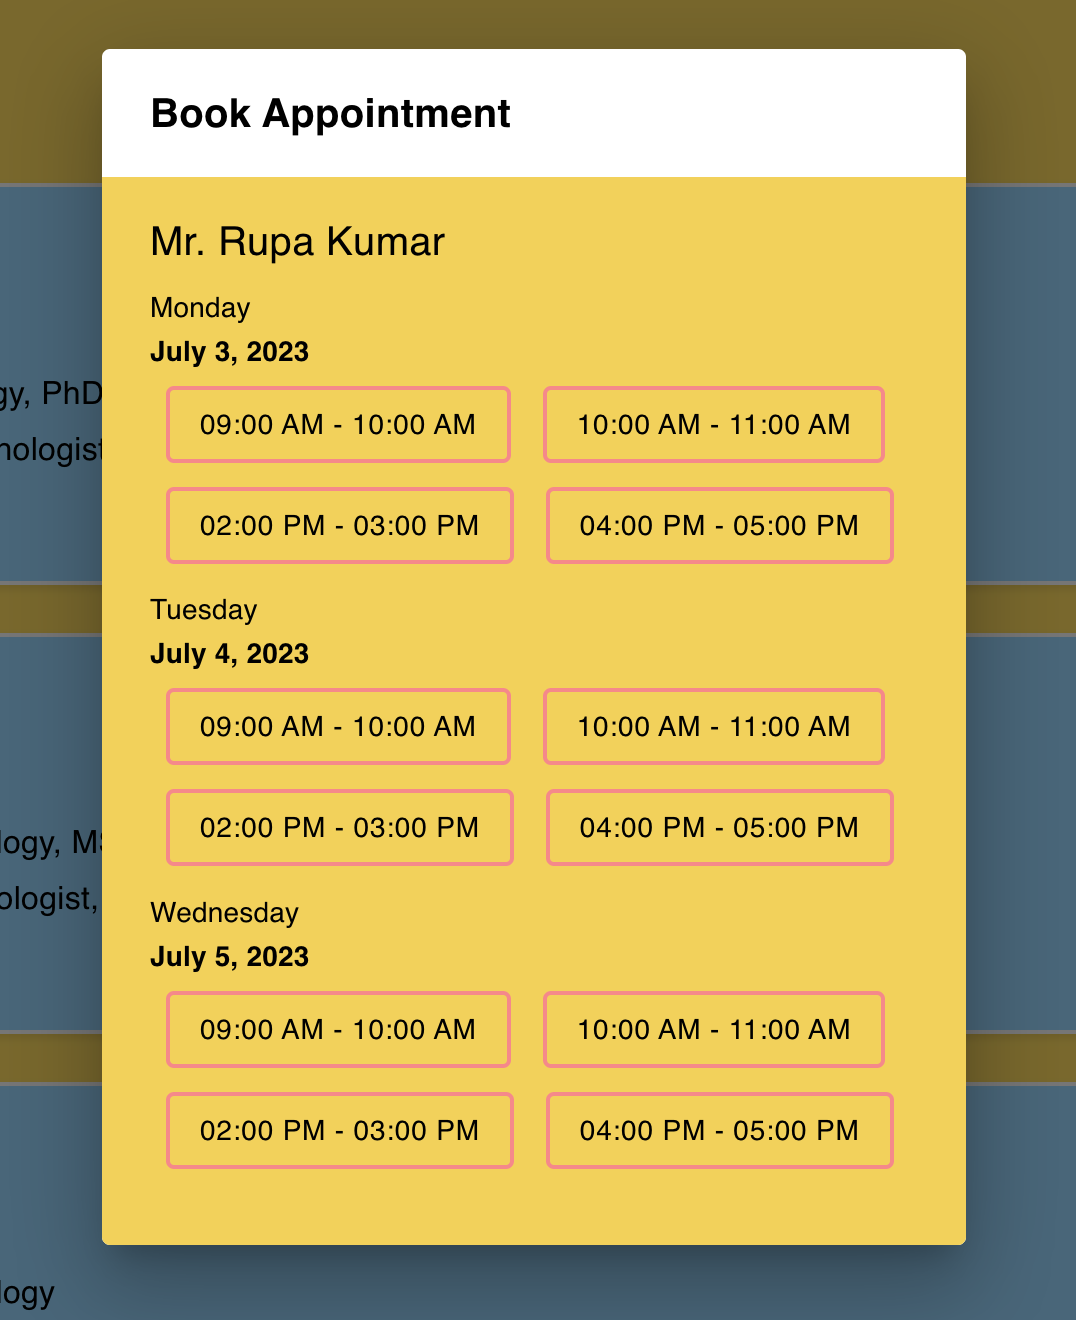 Book Appointment
Mr. Rupa Kumar
Monday
July 3, 2023
gy, PhD
09:00 AM - 10:00 AM 10:00 AM - 11:00 AM
nologist
02:00 PM - 03:00 PM 04:00 PM - 05:00 PM
Tuesday
July 4, 2023
09:00 AM - 10:00 AM 10:00 AM - 11:00 AM
02:00 PM - 03:00 PM 04:00 PM - 05:00 PM
logy, MS
ologist,
Wednesday
July 5, 2023
09:00 AM - 10:00 AM 10:00 AM - 11:00 AM
02:00 PM - 03:00 PM 04:00 PM - 05:00 PM
logy